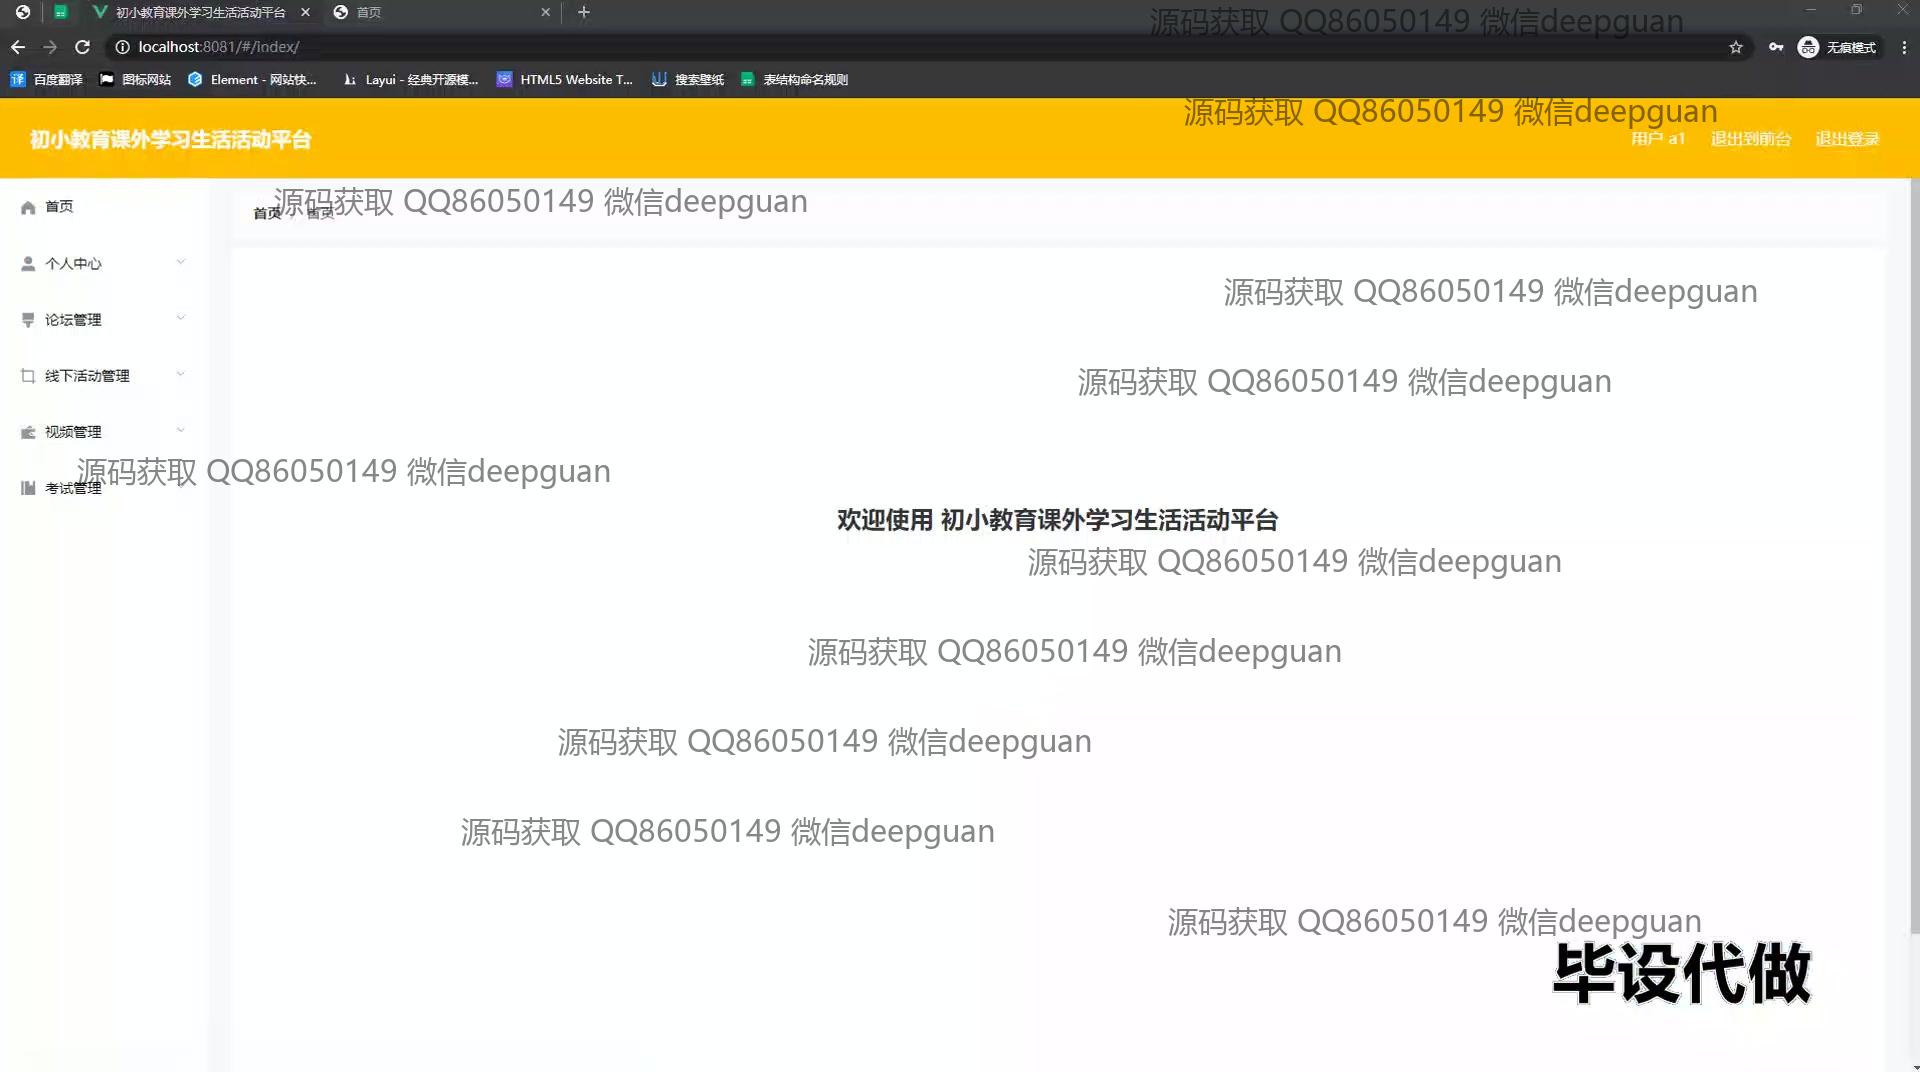 初小教育课外学习生活活动平台
首页
源码获取 QQ86050149 微信deepguan
localhost:8081/#/index/
无痕模式
百度翻译
图标网站
Element - 网站快...
Layui - 经典开源模...
HTML5 Website T...
搜索壁纸
表结构命名规则
源码获取 QQ86050149 微信deepguan
初小教育课外学习生活活动平台
用户 a1
退出到前台
退出登录
首页
源码获取 QQ86050149 微信deepguan
首页
首页
个人中心
源码获取 QQ86050149 微信deepguan
论坛管理
线下活动管理
源码获取 QQ86050149 微信deepguan
视频管理
源码获取 QQ86050149 微信deepguan
考试管理
欢迎使用 初小教育课外学习生活活动平台
源码获取 QQ86050149 微信deepguan
源码获取 QQ86050149 微信deepguan
源码获取 QQ86050149 微信deepguan
源码获取 QQ86050149 微信deepguan
源码获取 QQ86050149 微信deepguan
毕设代做